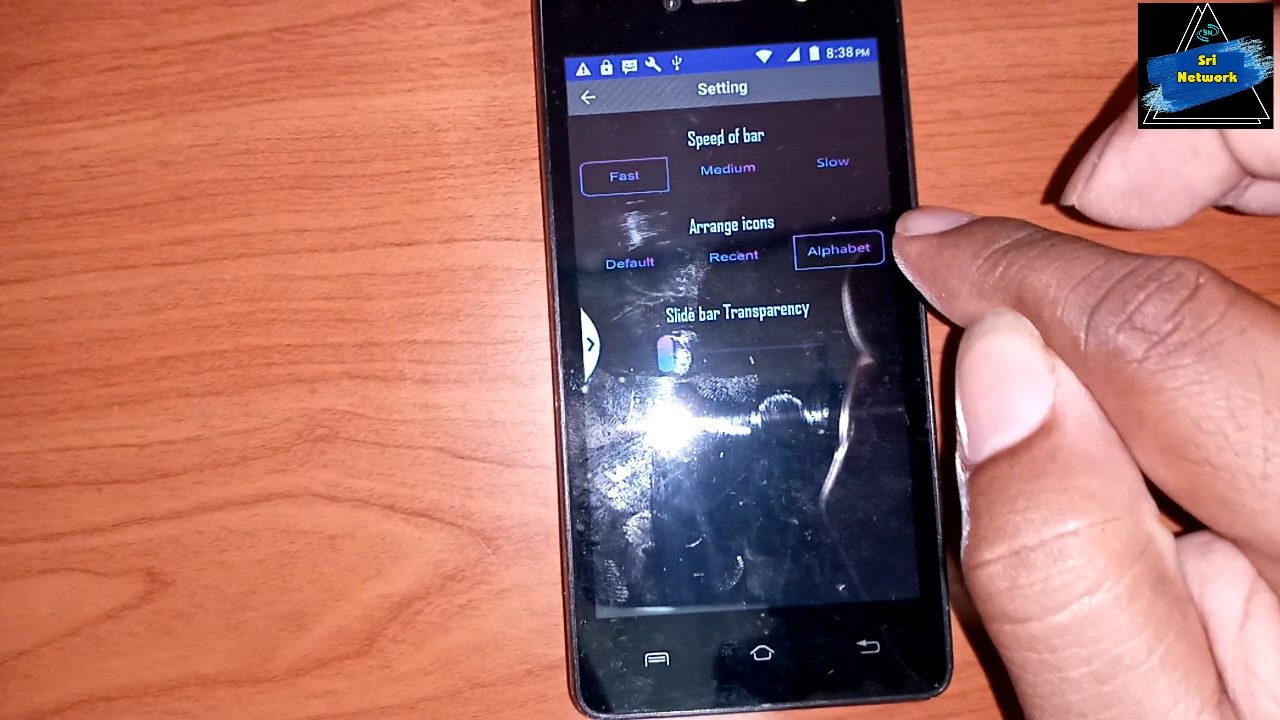 8:38 PM
Setting
Speed of bar
Fast Medium Slow
Arrange icons
Default Recent Alphabet
Slide bar Transparency
SN
Sri
Network